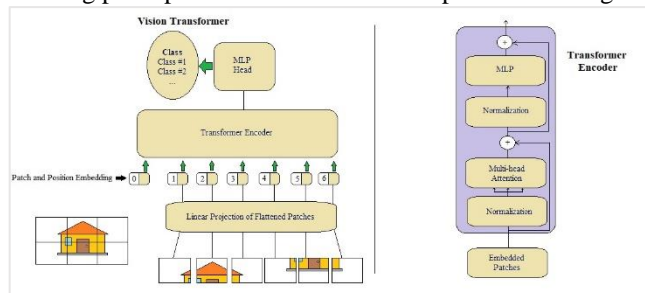 Vision Transformer
Class
Class #1
Class #2
...
MLP
Head
Transformer Encoder
Patch and Position Embedding
0
1
2
3
4
5
6
Linear Projection of Flattened Patches
Transformer
Encoder
+
MLP
Normalization
+
Multi-head
Attention
Normalization
Embedded
Patches